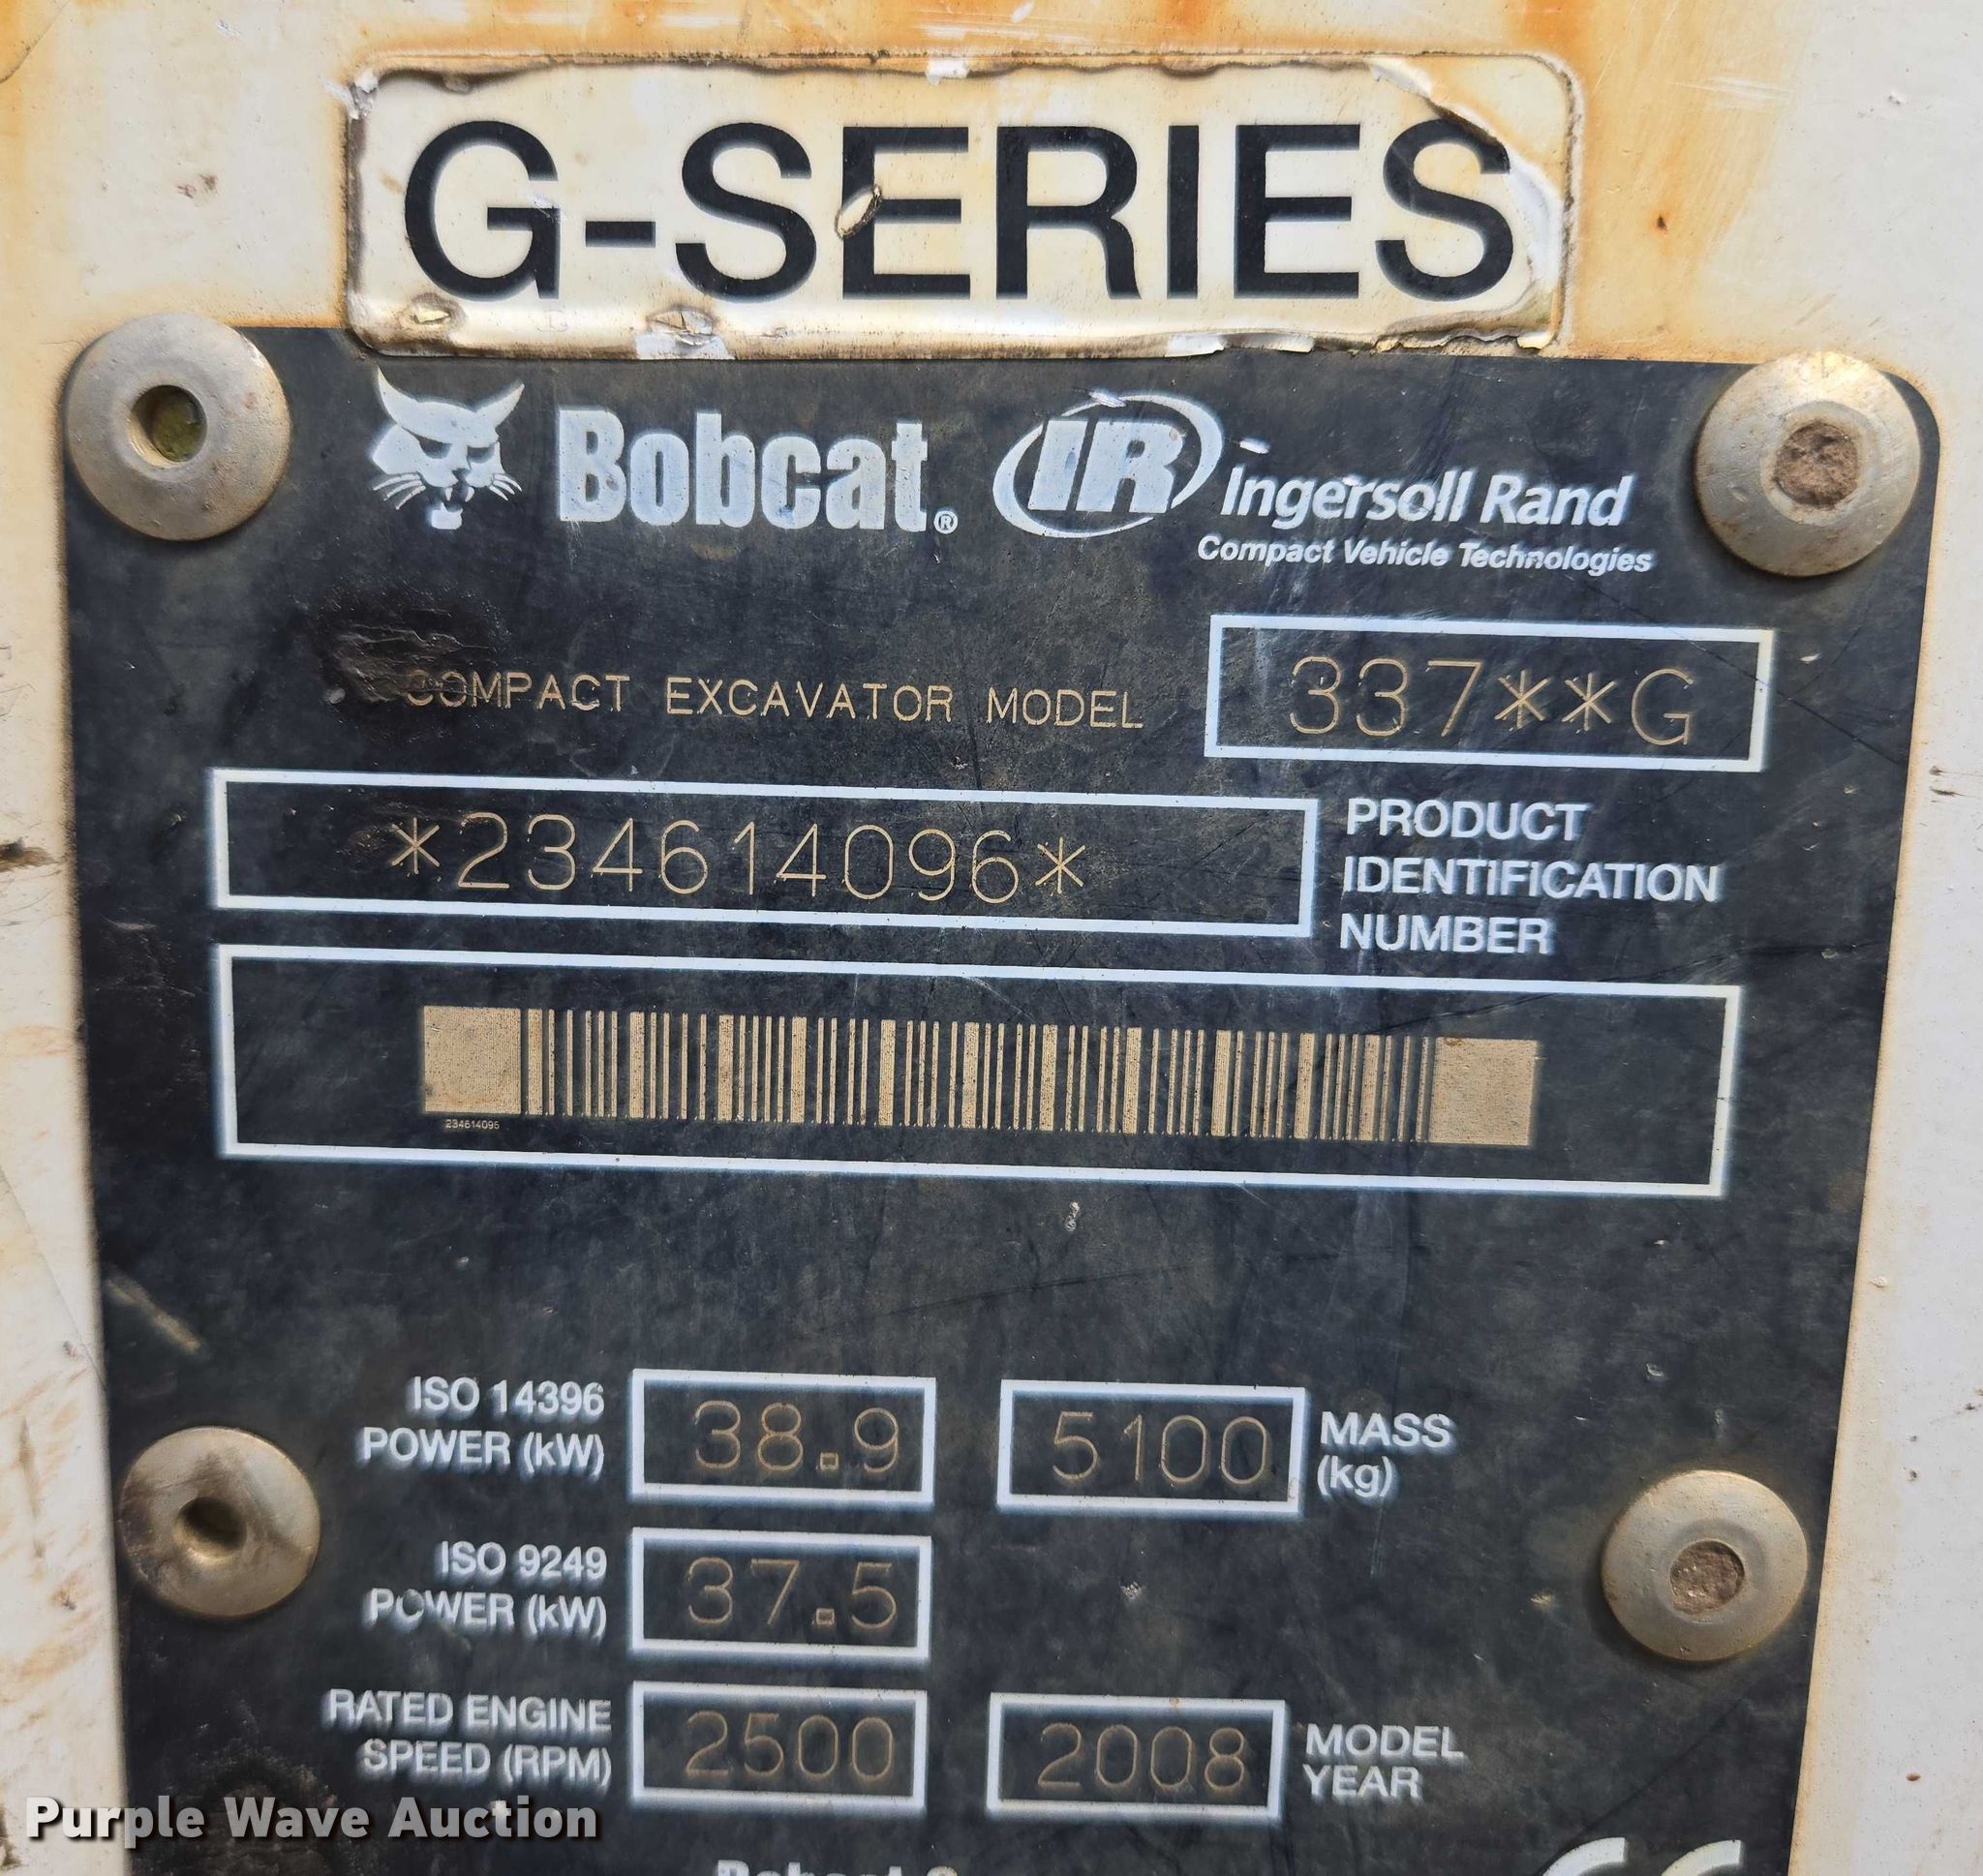 G-SERIES
Bobcat® IR Ingersoll Rand
Compact Vehicle Technologies
COMPACT EXCAVATOR MODEL 337**G
*234614096* PRODUCT
IDENTIFICATION
NUMBER
234614096
ISO 14396
POWER (kW) 38.9 5100 MASS
(kg)
ISO 9249
POWER (kW) 37.5
RATED ENGINE
SPEED (RPM) 2500 2008 MODEL
YEAR
Purple Wave Auction